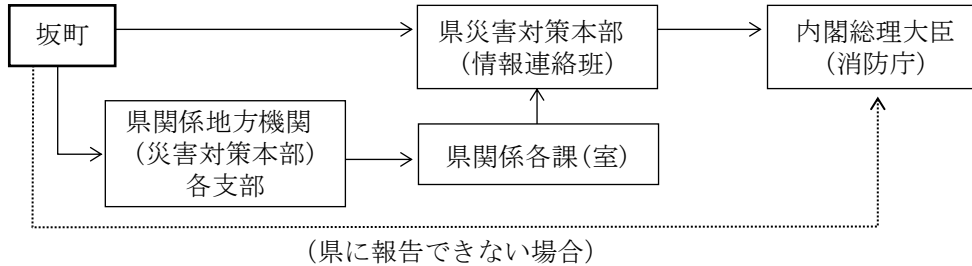 坂町
県災害対策本部
(情報連絡班)
内閣総理大臣
(消防庁)
県関係地方機関
(災害対策本部)
各支部
県関係各課(室)
(県に報告できない場合)